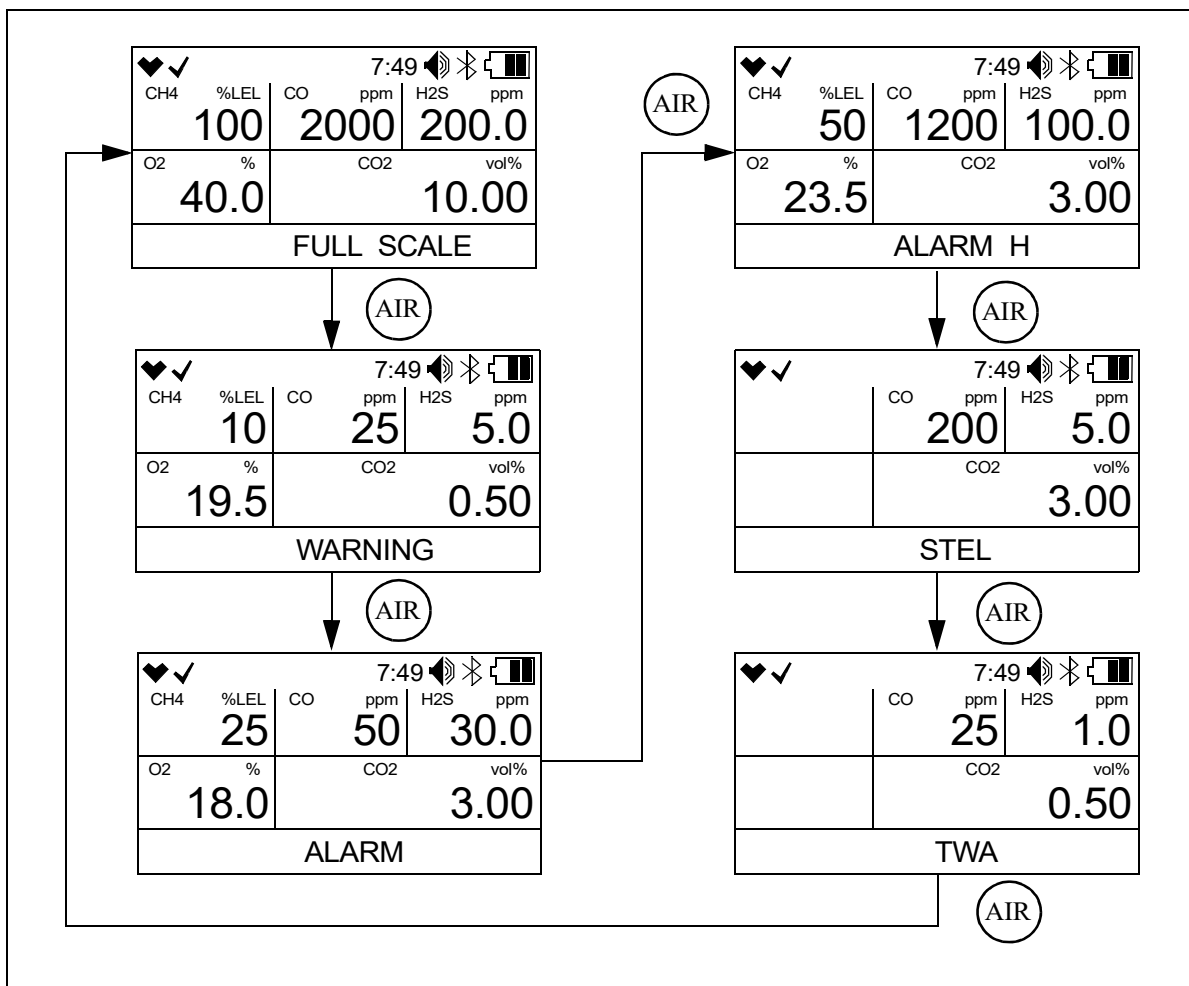 7:49
CH4 %LEL CO ppm H2S ppm
100 2000 200.0
O2 % CO2 vol%
40.0 10.00
FULL SCALE
AIR
7:49
CH4 %LEL CO ppm H2S ppm
10 25 5.0
O2 % CO2 vol%
19.5 0.50
WARNING
AIR
7:49
CH4 %LEL CO ppm H2S ppm
25 50 30.0
O2 % CO2 vol%
18.0 3.00
ALARM
AIR
7:49
CH4 %LEL CO ppm H2S ppm
50 1200 100.0
O2 % CO2 vol%
23.5 3.00
ALARM H
AIR
7:49
CO ppm H2S ppm
200 5.0
CO2 vol%
3.00
STEL
AIR
7:49
CO ppm H2S ppm
25 1.0
CO2 vol%
0.50
TWA
AIR